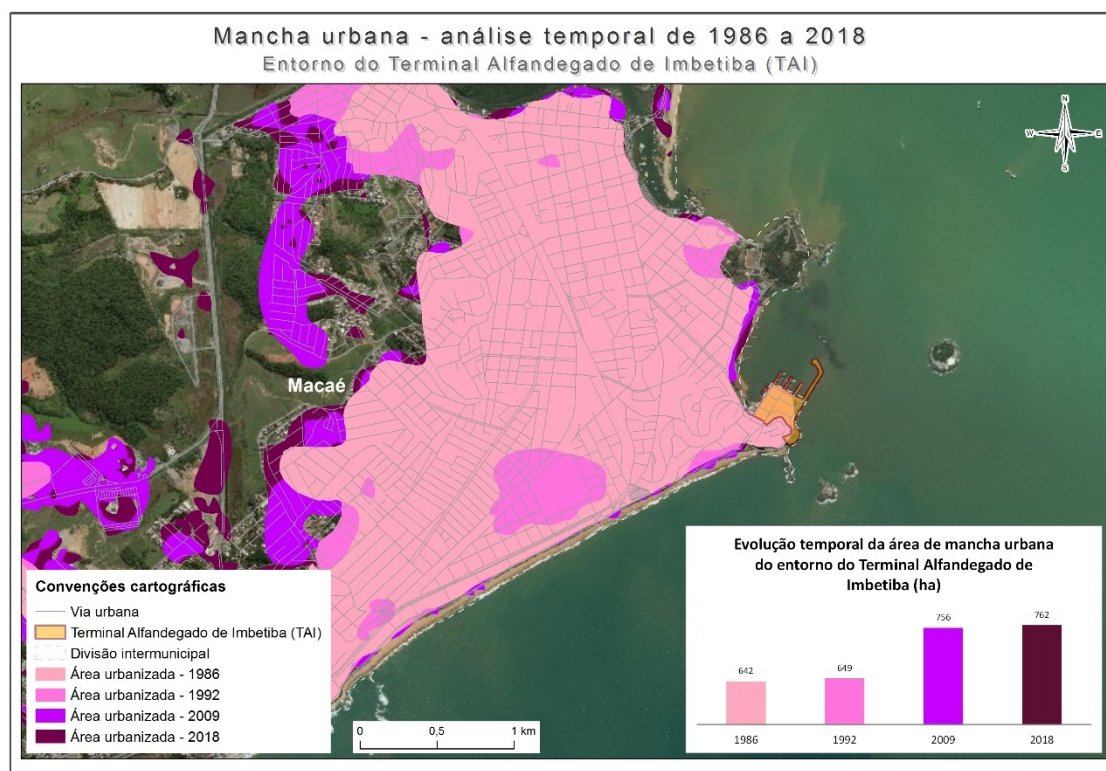 Mancha urbana - análise temporal de 1986 a 2018
Entorno do Terminal Alfandegado de Imbetiba (TAI)
N
W E
S
Macaé
Convenções cartográficas
Via urbana
Terminal Alfandegado de Imbetiba (TAI)
Divisão intermunicipal
Área urbanizada - 1986
Área urbanizada - 1992
Área urbanizada - 2009
Área urbanizada - 2018
0 0,5 1 km
Evolução temporal da área de mancha urbana
do entorno do Terminal Alfandegado de
Imbetiba (ha)
642 649 756 762
1986 1992 2009 2018